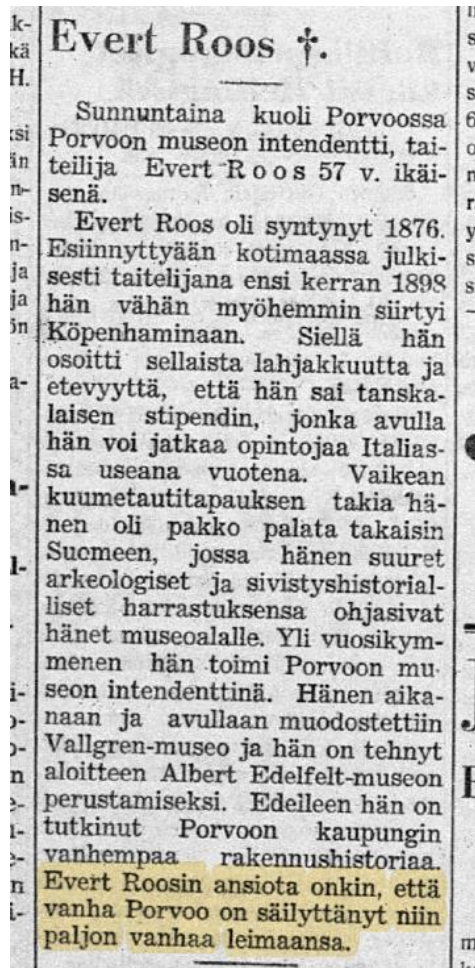 Evert Roos †.
Sunnuntaina kuoli Porvoossa
Porvoon museon intendentti, tai-
teilija Evert Roos 57 v. ikäi-
senä.
Evert Roos oli syntynyt 1876.
Esiinnyttyään kotimaassa julki-
sesti taitelijana ensi kerran 1898
hän vähän myöhemmin siirtyi
Köpenhaminaan. Siellä hän
osoitti sellaista lahjakkuutta ja
etevyyttä, että hän sai tanska-
laisen stipendin, jonka avulla
hän voi jatkaa opintojaa Italias-
sa useana vuotena. Vaikean
kuumetautitapauksen takia hä-
nen oli pakko palata takaisin
Suomeen, jossa hänen suuret
arkeologiset ja sivistyshistorial-
liset harrastuksensa ohjasivat
hänet museoalalle. Yli vuosikym-
menen hän toimi Porvoon mu-
seon intendenttinä. Hänen aika-
naan ja avullaan muodostettiin
Vallgren-museo ja hän on tehnyt
aloitteen Albert Edelfelt-museon
perustamiseksi. Edelleen hän on
tutkinut Porvoon kaupungin
vanhempaa rakennushistoriaa.
Evert Roosin ansiota onkin, että
vanha Porvoo on säilyttänyt niin
paljon vanhaa leimaansa.